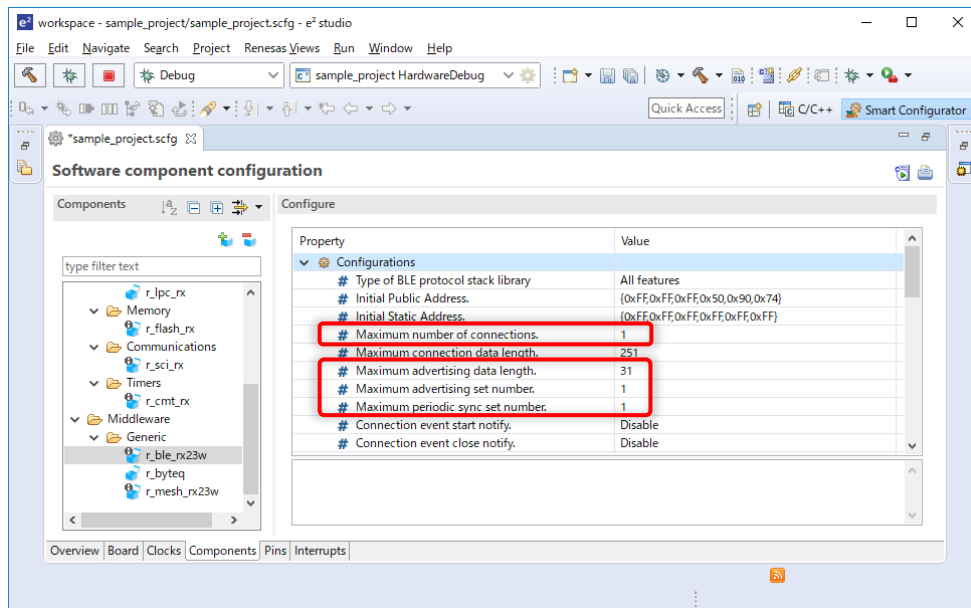 workspace - sample_project/sample_project.scfg - e² studio
File Edit Navigate Search Project Renesas Views Run Window Help
Debug sample_project HardwareDebug
Quick Access C/C++ Smart Configurator
*sample_project.scfg
Software component configuration
Components
Configure
type filter text
r_lpc_rx
Memory
r_flash_rx
Communications
r_sci_rx
Timers
r_cmt_rx
Middleware
Generic
r_ble_rx23w
r_byteq
r_mesh_rx23w
Property Value
Configurations
# Type of BLE protocol stack library All features
# Initial Public Address. {0xFF,0xFF,0xFF,0x50,0x90,0x74}
# Initial Static Address. {0xFF,0xFF,0xFF,0xFF,0xFF,0xFF}
# Maximum number of connections. 1
# Maximum connection data length. 251
# Maximum advertising data length. 31
# Maximum advertising set number. 1
# Maximum periodic sync set number. 1
# Connection event start notify. Disable
# Connection event close notify. Disable
Overview Board Clocks Components Pins Interrupts